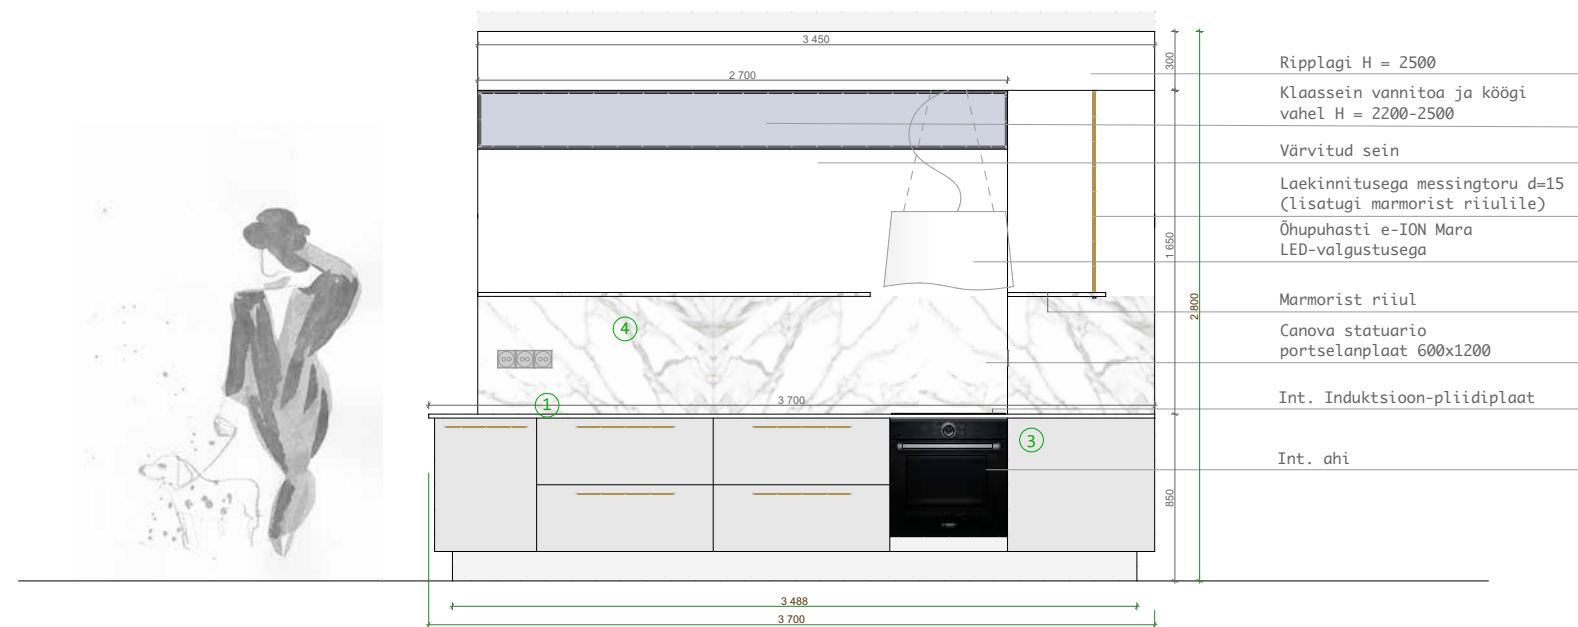 3 450
2 700
300
Ripplagi H = 2500
Klaassein vannitoa ja köögi
vahel H = 2200-2500
Värvitud sein
Laekinnitusega messingtoru d=15
(lisatugi marmorist riiulile)
Õhupuhasti e-ION Mara
LED-valgustusega
1 650
2 800
Marmorist riiul
4
Canova statuario
portselanplaat 600x1200
1
3 700
Int. Induktsioon-pliidiplaat
3
Int. ahi
850
3 488
3 700